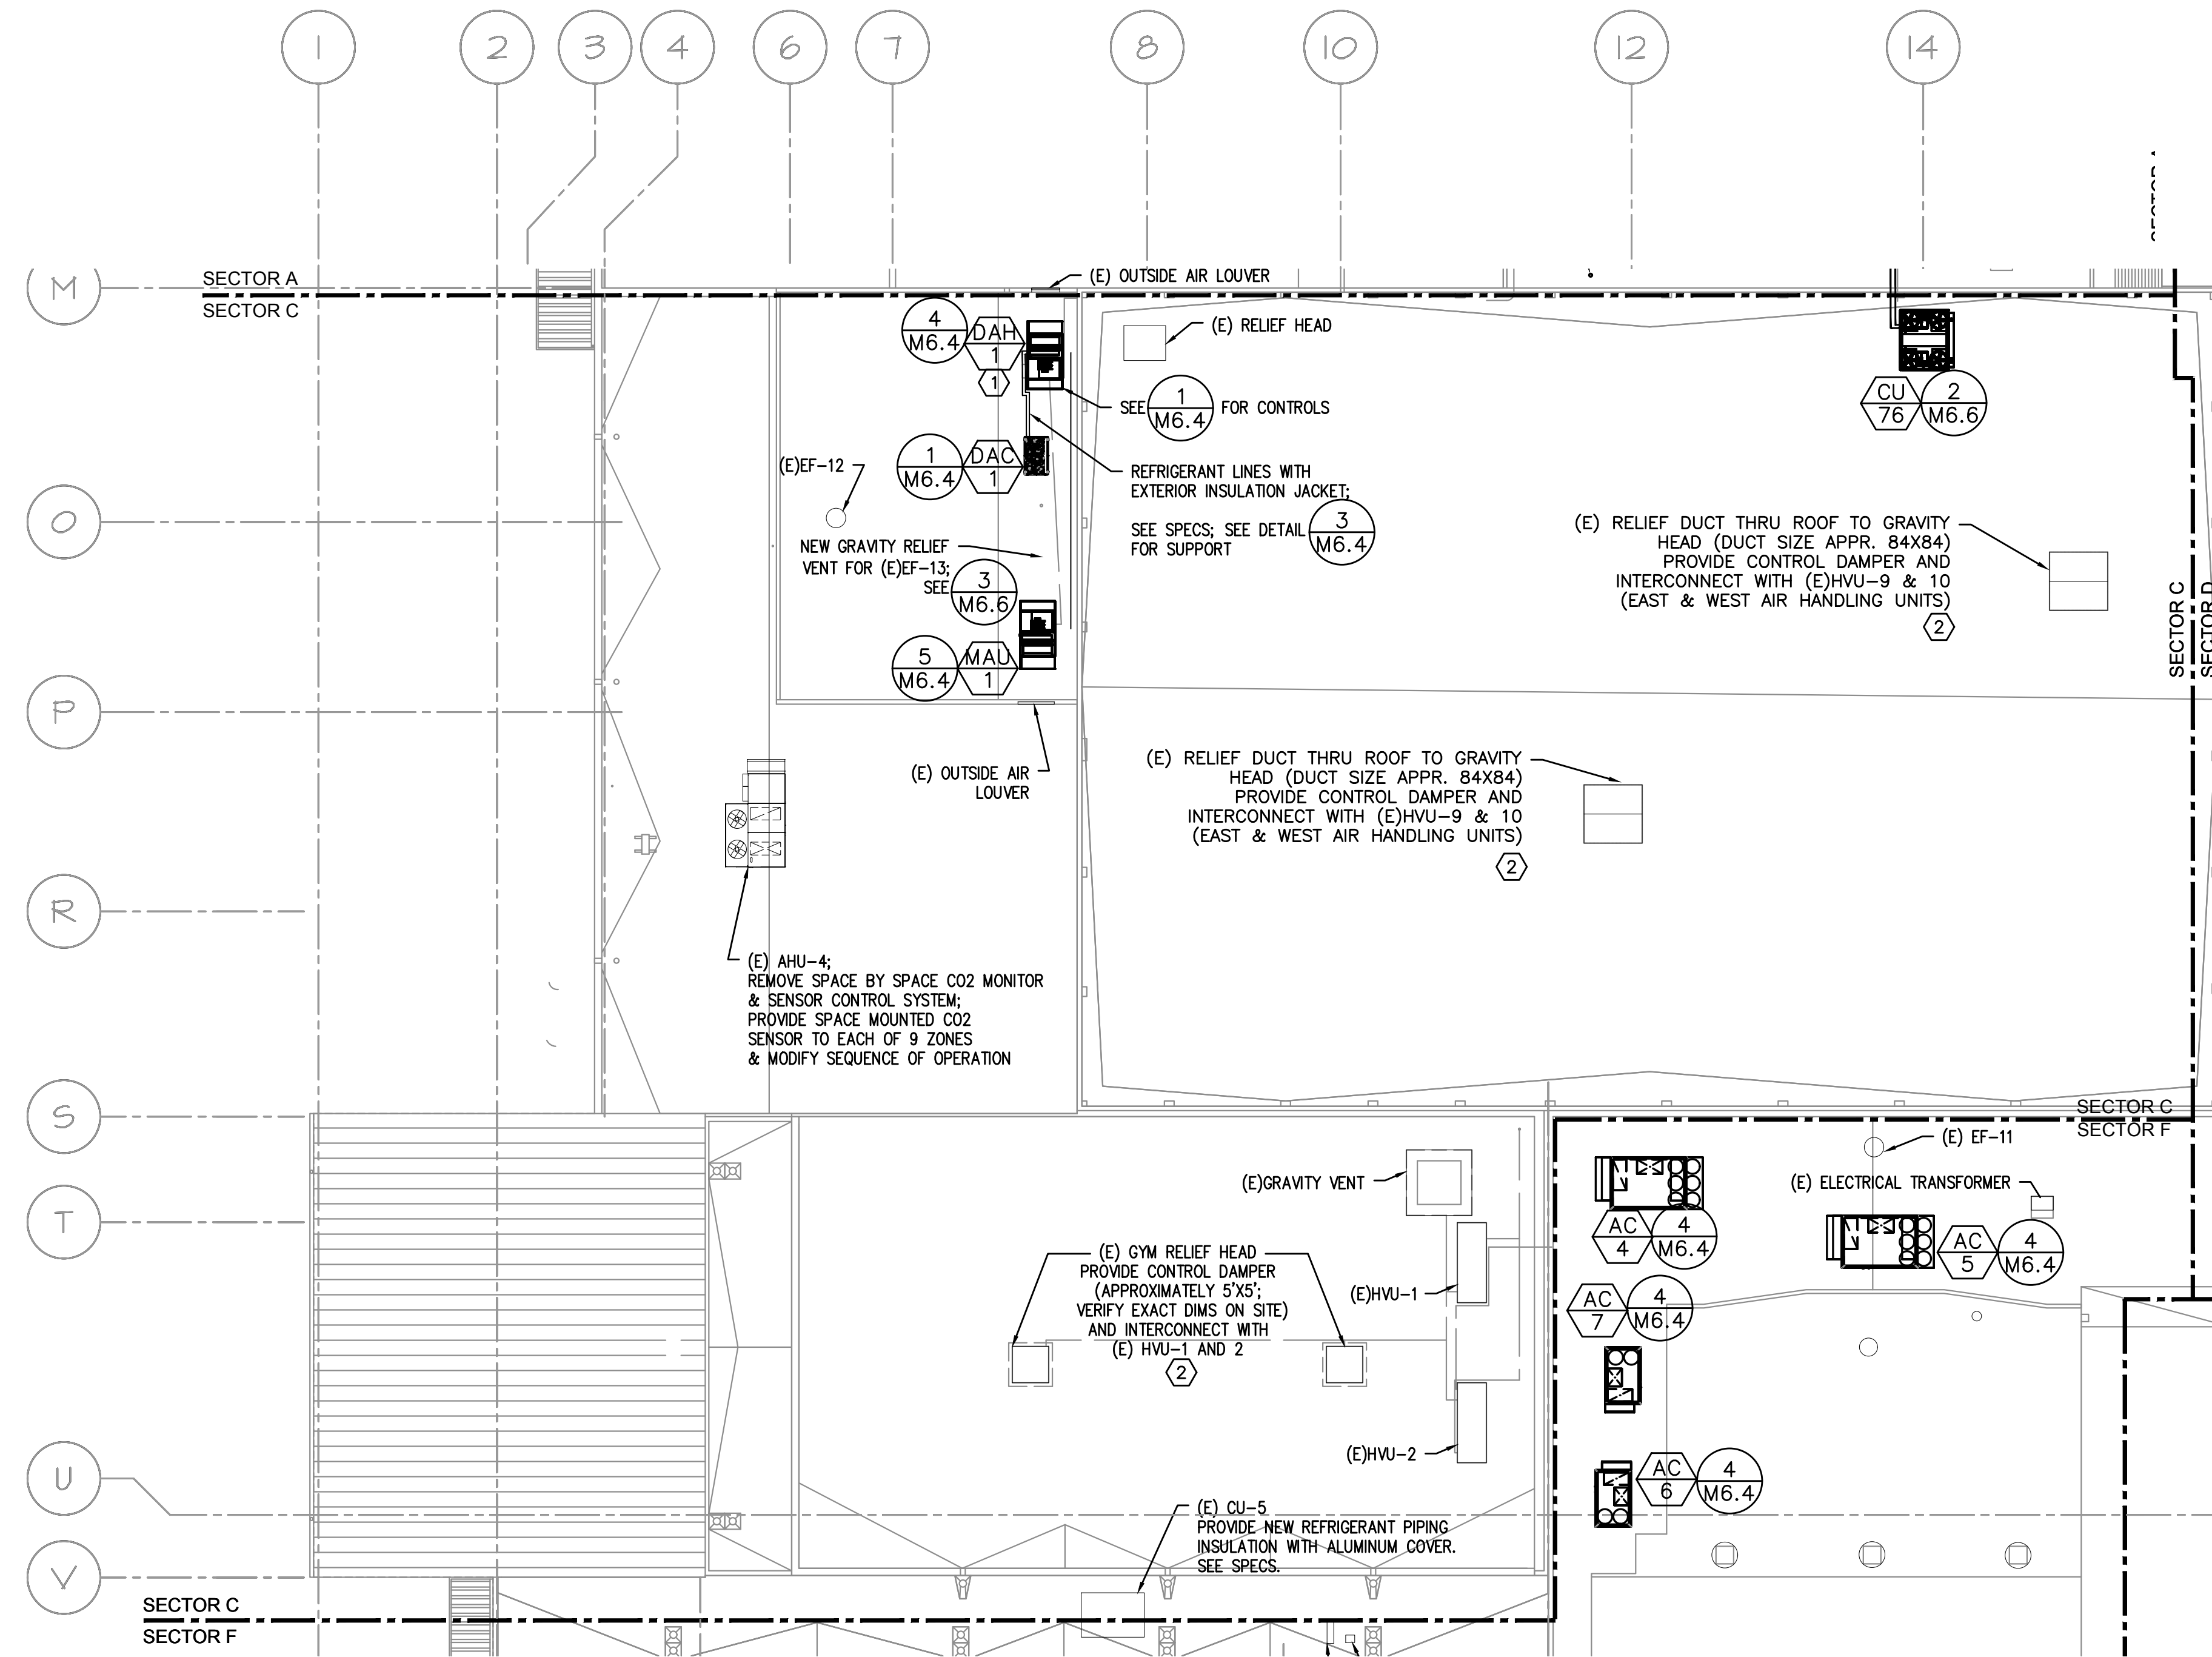 1
2
3
4
6
7
8
10
12
14
M
O
P
R
S
T
U
V
SECTOR A
SECTOR C
(E) OUTSIDE AIR LOUVER
4
M6.4
DAH
1
1
(E) RELIEF HEAD
SEE 1 FOR CONTROLS
M6.4
CU
76
2
M6.6
(E)EF-12
1
M6.4
DAC
1
REFRIGERANT LINES WITH
EXTERIOR INSULATION JACKET;
SEE SPECS; SEE DETAIL
FOR SUPPORT
3
M6.4
NEW GRAVITY RELIEF
VENT FOR (E)EF-13;
SEE
3
M6.6
5
M6.4
MAU
1
(E) RELIEF DUCT THRU ROOF TO GRAVITY
HEAD (DUCT SIZE APPR. 84X84)
PROVIDE CONTROL DAMPER AND
INTERCONNECT WITH (E)HVU-9 & 10
(EAST & WEST AIR HANDLING UNITS)
2
SECTOR C
SECTOR D
(E) OUTSIDE AIR
LOUVER
(E) RELIEF DUCT THRU ROOF TO GRAVITY
HEAD (DUCT SIZE APPR. 84X84)
PROVIDE CONTROL DAMPER AND
INTERCONNECT WITH (E)HVU-9 & 10
(EAST & WEST AIR HANDLING UNITS)
2
(E) AHU-4;
REMOVE SPACE BY SPACE CO2 MONITOR
& SENSOR CONTROL SYSTEM;
PROVIDE SPACE MOUNTED CO2
SENSOR TO EACH OF 9 ZONES
& MODIFY SEQUENCE OF OPERATION
SECTOR C
SECTOR F
(E) EF-11
(E)GRAVITY VENT
(E) ELECTRICAL TRANSFORMER
AC
4
4
M6.4
AC
5
4
M6.4
(E) GYM RELIEF HEAD
PROVIDE CONTROL DAMPER
(APPROXIMATELY 5'X5';
VERIFY EXACT DIMS ON SITE)
AND INTERCONNECT WITH
(E) HVU-1 AND 2
2
(E)HVU-1
AC
7
4
M6.4
(E)HVU-2
AC
6
4
M6.4
(E) CU-5
PROVIDE NEW REFRIGERANT PIPING
INSULATION WITH ALUMINUM COVER.
SEE SPECS.
SECTOR C
SECTOR F